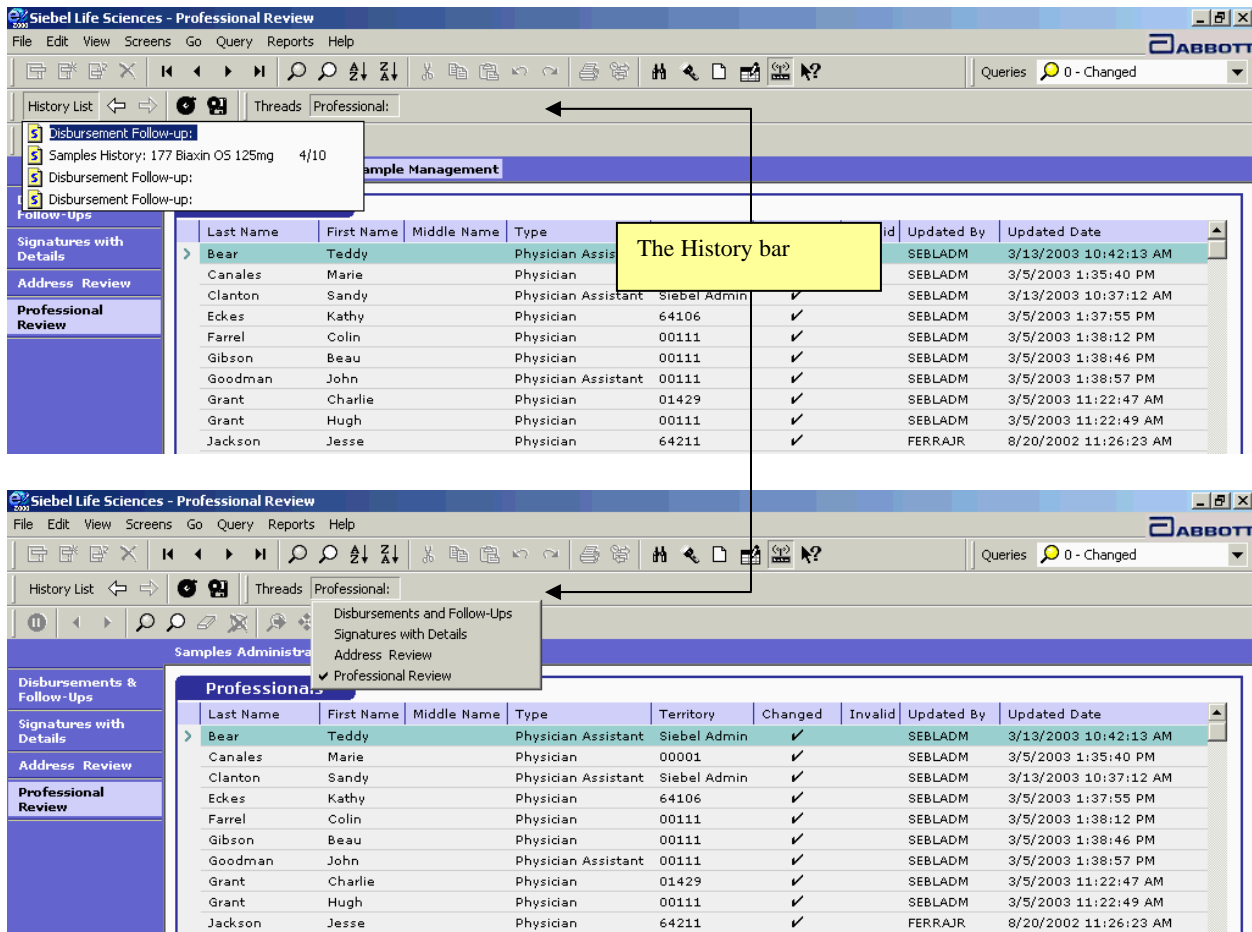 Siebel Life Sciences - Professional Review
File Edit View Screens Go Query Reports Help
ABBOTT
Queries 0 - Changed
History List Threads Professional:
Disbursement Follow-up:
Samples History: 177 Biaxin OS 125mg 4/10
Disbursement Follow-up:
Disbursement Follow-up:
ample Management
Follow-Ups
Signatures with Details
Address Review
Professional Review
The History bar
Last Name First Name Middle Name Type id Updated By Updated Date
Bear Teddy Physician Assis SEBLADM 3/13/2003 10:42:13 AM
Canales Marie Physician SEBLADM 3/5/2003 1:35:40 PM
Clanton Sandy Physician Assistant Siebel Admin ✔ SEBLADM 3/13/2003 10:37:12 AM
Eckes Kathy Physician 64106 ✔ SEBLADM 3/5/2003 1:37:55 PM
Farrel Colin Physician 00111 ✔ SEBLADM 3/5/2003 1:38:12 PM
Gibson Beau Physician 00111 ✔ SEBLADM 3/5/2003 1:38:46 PM
Goodman John Physician Assistant 00111 ✔ SEBLADM 3/5/2003 1:38:57 PM
Grant Charlie Physician 01429 ✔ SEBLADM 3/5/2003 11:22:47 AM
Grant Hugh Physician 00111 ✔ SEBLADM 3/5/2003 11:22:49 AM
Jackson Jesse Physician 64211 ✔ FERRAJR 8/20/2002 11:26:23 AM
Siebel Life Sciences - Professional Review
File Edit View Screens Go Query Reports Help
ABBOTT
Queries 0 - Changed
History List Threads Professional:
Disbursements and Follow-Ups
Signatures with Details
Address Review
✔ Professional Review
Samples Administra
Disbursements & Follow-Ups
Signatures with Details
Address Review
Professional Review
Professionals
Last Name First Name Middle Name Type Territory Changed Invalid Updated By Updated Date
Bear Teddy Physician Assistant Siebel Admin ✔ SEBLADM 3/13/2003 10:42:13 AM
Canales Marie Physician 00001 ✔ SEBLADM 3/5/2003 1:35:40 PM
Clanton Sandy Physician Assistant Siebel Admin ✔ SEBLADM 3/13/2003 10:37:12 AM
Eckes Kathy Physician 64106 ✔ SEBLADM 3/5/2003 1:37:55 PM
Farrel Colin Physician 00111 ✔ SEBLADM 3/5/2003 1:38:12 PM
Gibson Beau Physician 00111 ✔ SEBLADM 3/5/2003 1:38:46 PM
Goodman John Physician Assistant 00111 ✔ SEBLADM 3/5/2003 1:38:57 PM
Grant Charlie Physician 01429 ✔ SEBLADM 3/5/2003 11:22:47 AM
Grant Hugh Physician 00111 ✔ SEBLADM 3/5/2003 11:22:49 AM
Jackson Jesse Physician 64211 ✔ FERRAJR 8/20/2002 11:26:23 AM